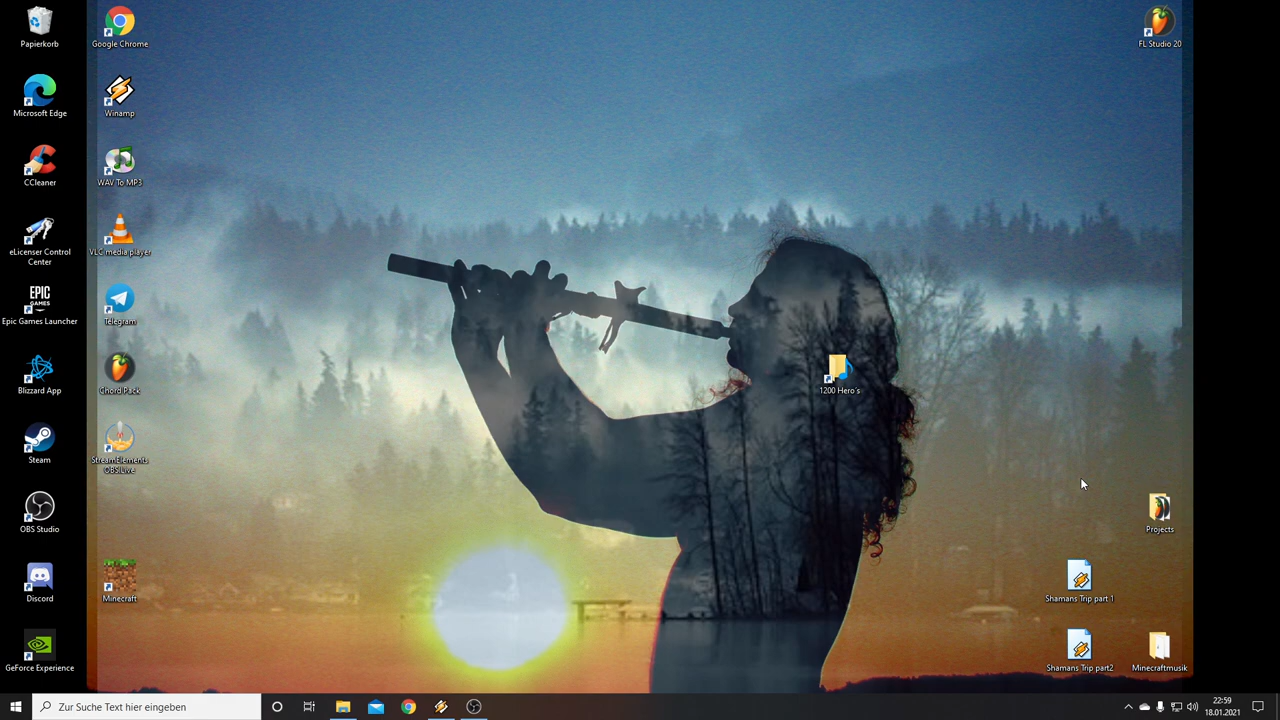 Papierkorb
Google Chrome
FL Studio 20
Microsoft Edge
Winamp
CCleaner
WAV To MP3
eLicenser Control
Center
VLC media player
EPIC
GAMES
Epic Games Launcher
Telegram
Blizzard App
Chord Pack
1200 Hero's
Steam
StreamElements
OBS.Live
OBS Studio
Projects
Discord
Minecraft
Shamans Trip part 1
GeForce Experience
Shamans Trip part2
Minecraftmusik
Zur Suche Text hier eingeben
22:59
18.01.2021